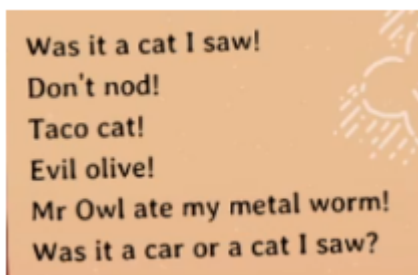 Was it a cat I saw!
Don't nod!
Taco cat!
Evil olive!
Mr Owl ate my metal worm!
Was it a car or a cat I saw?